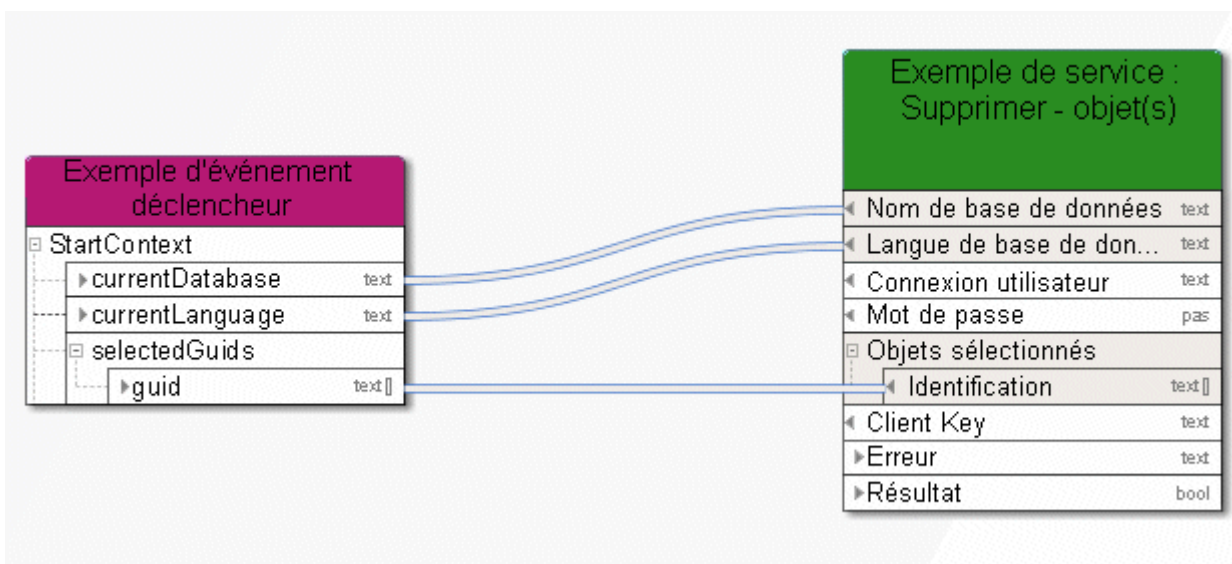 Exemple d'événement
déclencheur
StartContext
currentDatabase text
currentLanguage text
selectedGuids
guid text[]
Exemple de service :
Supprimer - objet(s)
Nom de base de données text
Langue de base de don... text
Connexion utilisateur text
Mot de passe pas
Objets sélectionnés
Identification text[]
Client Key text
Erreur text
Résultat bool